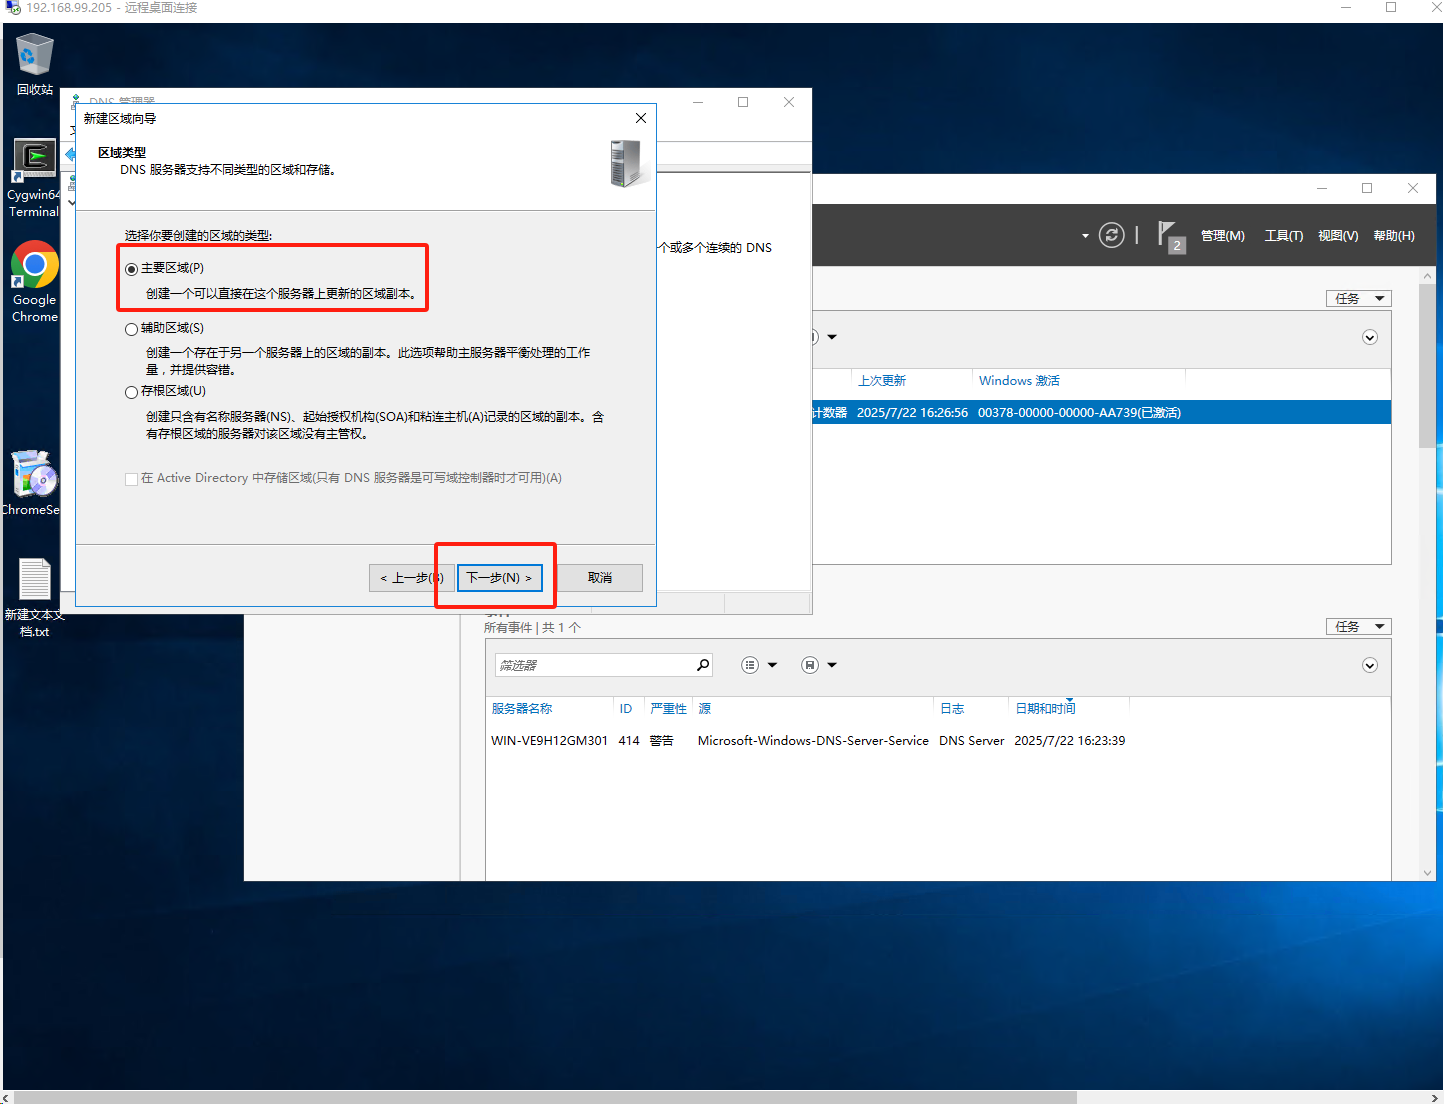 192.168.99.205 - 远程桌面连接
回收站
Cygwin64
Terminal
Google
Chrome
ChromeSe
新建文本文
档.txt
DNS 管理器
新建区域向导
区域类型
DNS 服务器支持不同类型的区域和存储。
选择你要创建的区域的类型:
主要区域(P)
创建一个可以直接在这个服务器上更新的区域副本。
辅助区域(S)
创建一个存在于另一个服务器上的区域的副本。此选项帮助主服务器平衡处理的工作
量，并提供容错。
存根区域(U)
创建只含有名称服务器(NS)、起始授权机构(SOA)和粘连主机(A)记录的区域的副本。含
有存根区域的服务器对该区域没有主管权。
在 Active Directory 中存储区域(只有 DNS 服务器是可写域控制器时才可用)(A)
< 上一步(B)
下一步(N) >
取消
个或多个连续的 DNS
2
管理(M)
工具(T)
视图(V)
帮助(H)
任务
上次更新
Windows 激活
计数器
2025/7/22 16:26:56
00378-00000-00000-AA739(已激活)
所有事件 | 共 1 个
任务
筛选器
服务器名称
ID
严重性
源
日志
日期和时间
WIN-VE9H12GM301
414
警告
Microsoft-Windows-DNS-Server-Service
DNS Server
2025/7/22 16:23:39